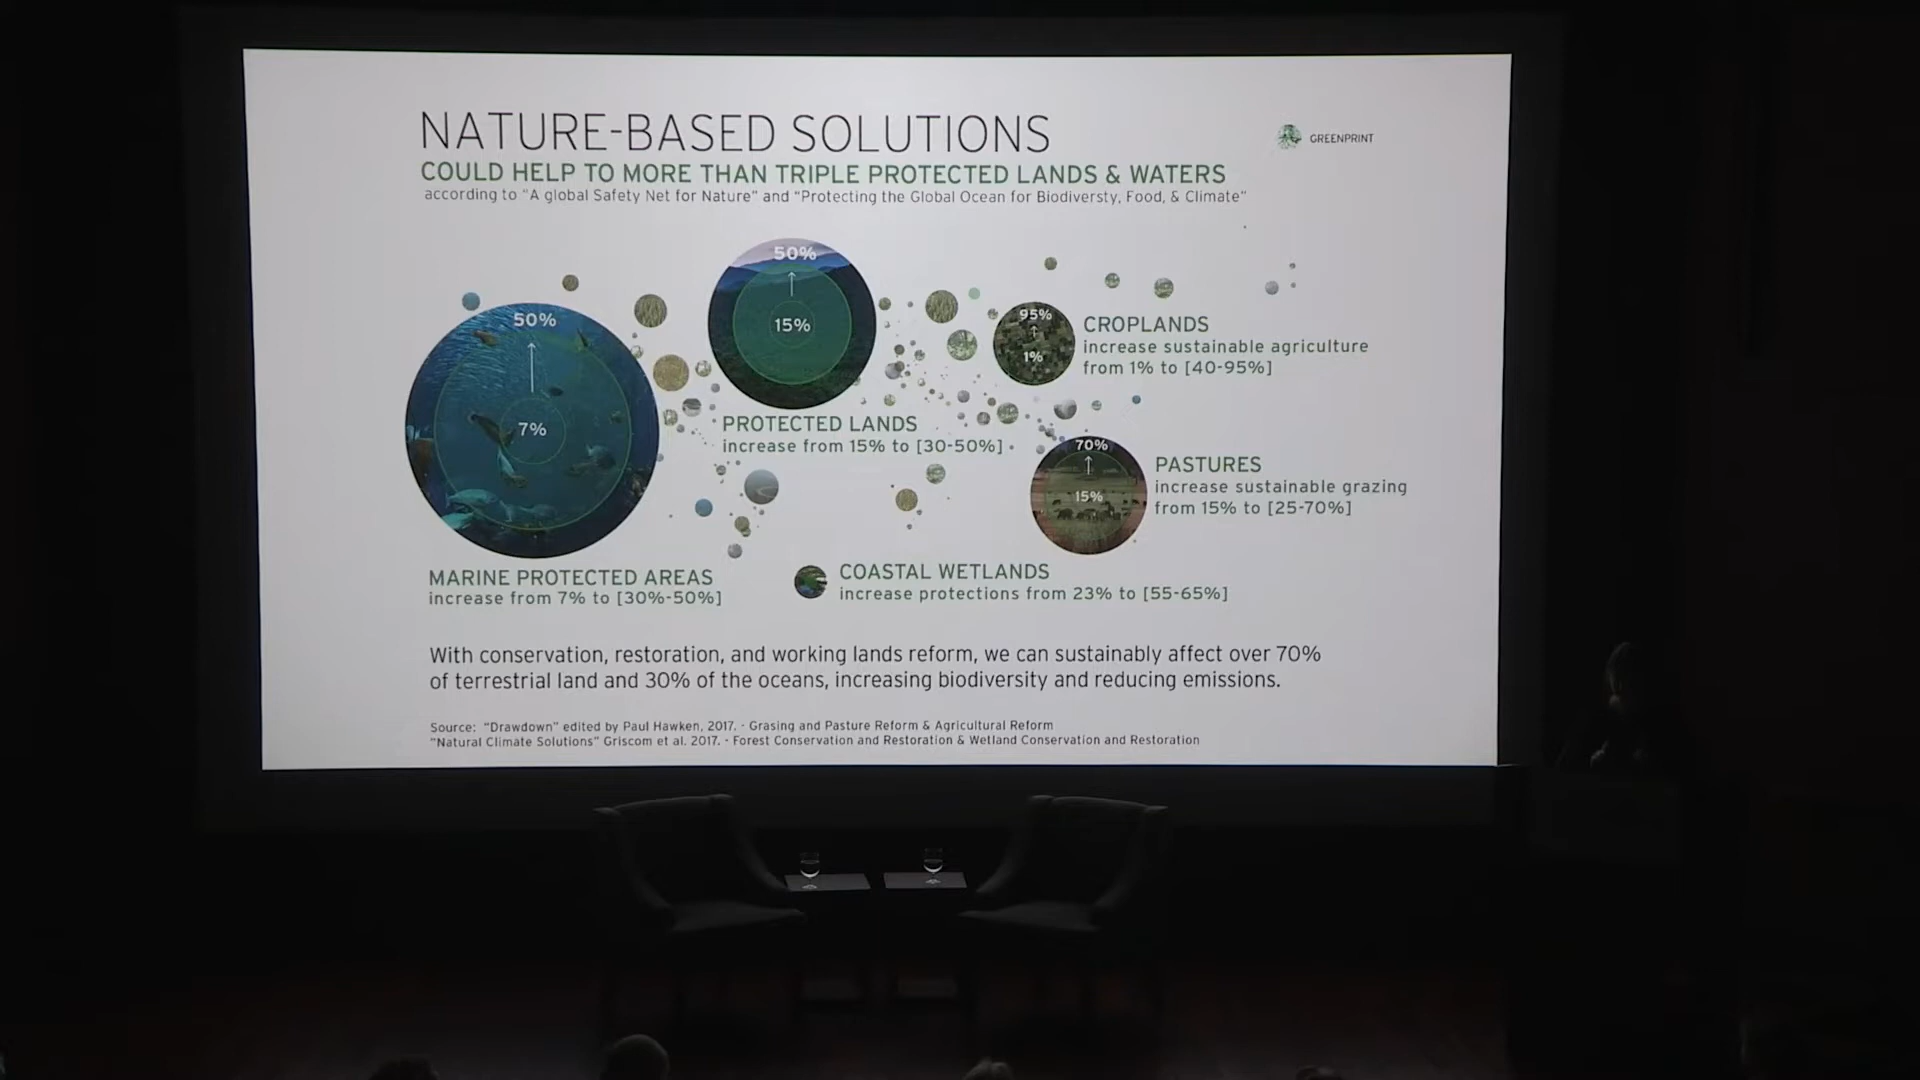 NATURE-BASED SOLUTIONS
GREENPRINT
COULD HELP TO MORE THAN TRIPLE PROTECTED LANDS & WATERS
according to "A global Safety Net for Nature" and "Protecting the Global Ocean for Biodiversty, Food, & Climate"
50%
7%
MARINE PROTECTED AREAS
increase from 7% to [30%-50%]
50%
15%
PROTECTED LANDS
increase from 15% to [30-50%]
95%
1%
CROPLANDS
increase sustainable agriculture
from 1% to [40-95%]
70%
15%
PASTURES
increase sustainable grazing
from 15% to [25-70%]
COASTAL WETLANDS
increase protections from 23% to [55-65%]
With conservation, restoration, and working lands reform, we can sustainably affect over 70%
of terrestrial land and 30% of the oceans, increasing biodiversity and reducing emissions.
Source: "Drawdown" edited by Paul Hawken, 2017. - Grasing and Pasture Reform & Agricultural Reform
"Natural Climate Solutions" Griscom et al. 2017. - Forest Conservation and Restoration & Wetland Conservation and Restoration